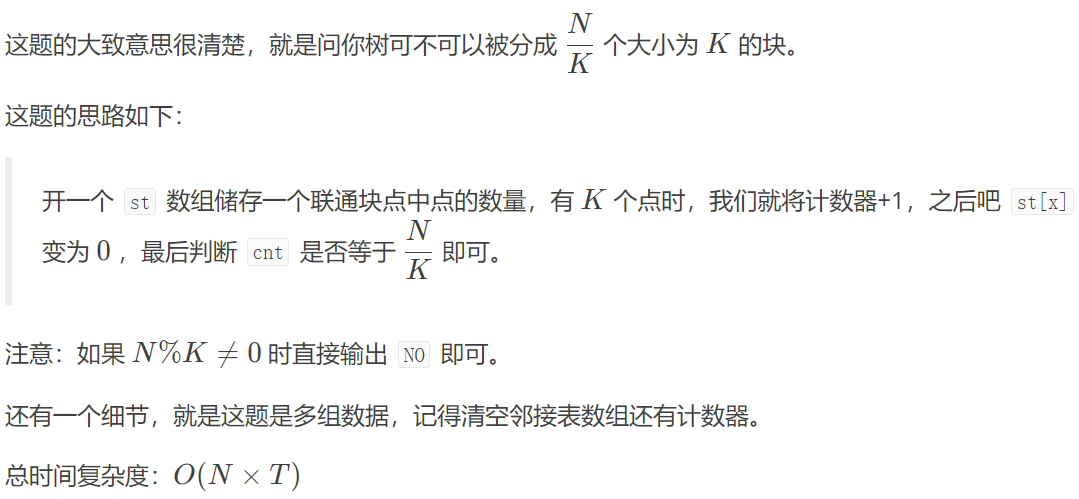 这题的大致意思很清楚，就是问你树可不可以被分成 $\frac{N}{K}$ 个大小为 $K$ 的块。
这题的思路如下：
开一个 st 数组储存一个联通块点中点的数量，有 $K$ 个点时，我们就将计数器+1，之后吧 st[x]
变为 $0$ ，最后判断 cnt 是否等于 $\frac{N}{K}$ 即可。
注意：如果 $N\%K \neq 0$ 时直接输出 NO 即可。
还有一个细节，就是这题是多组数据，记得清空邻接表数组还有计数器。
总时间复杂度：$O(N \times T)$